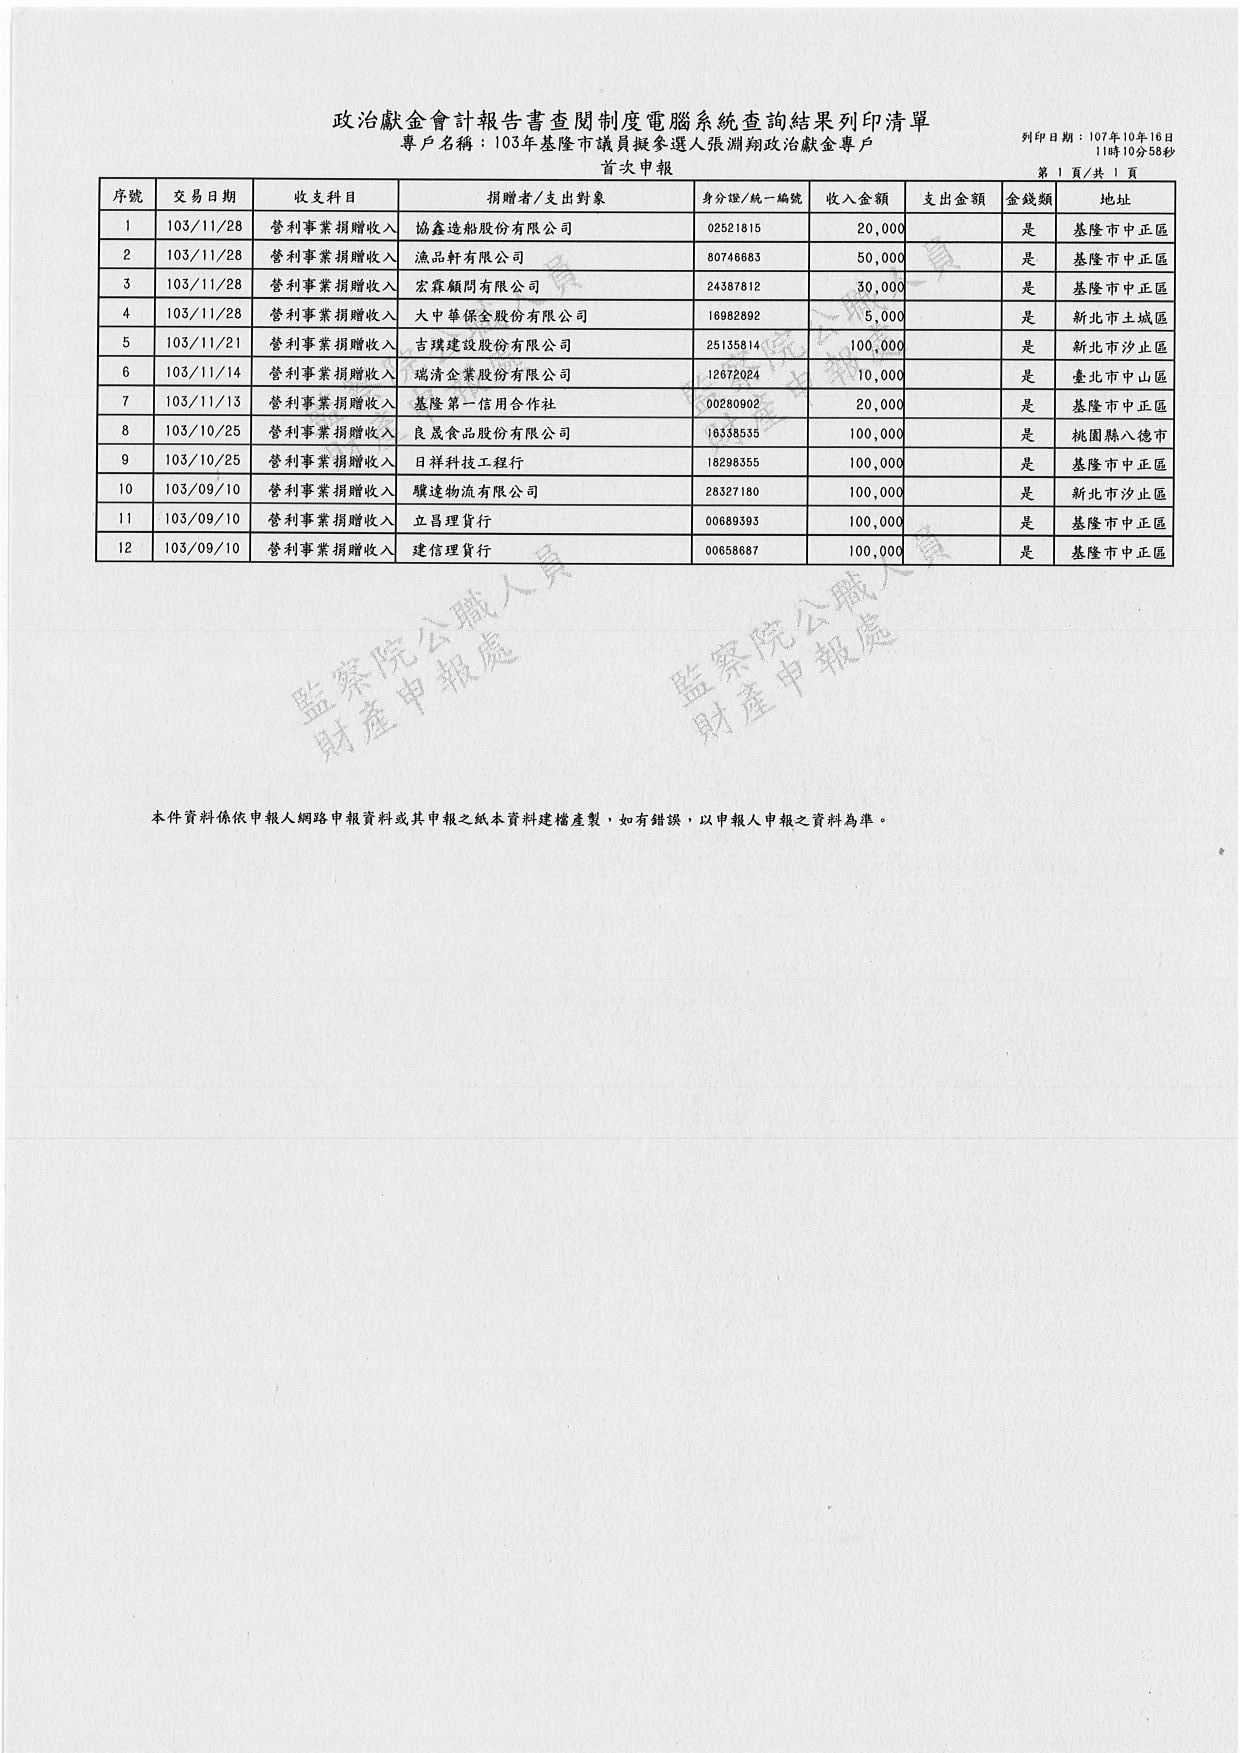 政治獻金會計報告書查閱制度電腦系統查詢結果列印清單
專戶名稱：103年基隆市議員擬參選人張淵翔政治獻金專戶
列印日期：107年10月16日
11時10分58秒
首次申報
第 1 頁/共 1 頁
序號 交易日期 收支科目 捐贈者/支出對象 身分證/統一編號 收入金額 支出金額 金錢類 地址
1 103/11/28 營利事業捐贈收入 協鑫造船股份有限公司 02521815 20,000 是 基隆市中正區
2 103/11/28 營利事業捐贈收入 漁品軒有限公司 80746683 50,000 是 基隆市中正區
3 103/11/28 營利事業捐贈收入 宏霖顧問有限公司 24387812 30,000 是 基隆市中正區
4 103/11/28 營利事業捐贈收入 大中華保全股份有限公司 16982892 5,000 是 新北市土城區
5 103/11/21 營利事業捐贈收入 吉璞建設股份有限公司 25135814 100,000 是 新北市汐止區
6 103/11/14 營利事業捐贈收入 瑞清企業股份有限公司 12672024 10,000 是 臺北市中山區
7 103/11/13 營利事業捐贈收入 基隆第一信用合作社 00280902 20,000 是 基隆市中正區
8 103/10/25 營利事業捐贈收入 良晟食品股份有限公司 16338535 100,000 是 桃園縣八德市
9 103/10/25 營利事業捐贈收入 日祥科技工程行 18298355 100,000 是 基隆市中正區
10 103/09/10 營利事業捐贈收入 驥達物流有限公司 28327180 100,000 是 新北市汐止區
11 103/09/10 營利事業捐贈收入 立昌理貨行 00689393 100,000 是 基隆市中正區
12 103/09/10 營利事業捐贈收入 建信理貨行 00658687 100,000 是 基隆市中正區
監察院公職人員
財產申報處
監察院公職人員
財產申報處
監察院公職人員
財產申報處
監察院公職人員
財產申報處
本件資料係依申報人網路申報資料或其申報之紙本資料建檔產製，如有錯誤，以申報人申報之資料為準。